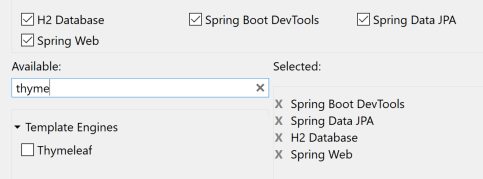 H2 Database Spring Boot DevTools Spring Data JPA
Spring Web
Available: Selected:
thyme
X Spring Boot DevTools
X Spring Data JPA
X H2 Database
X Spring Web
Template Engines
Thymeleaf